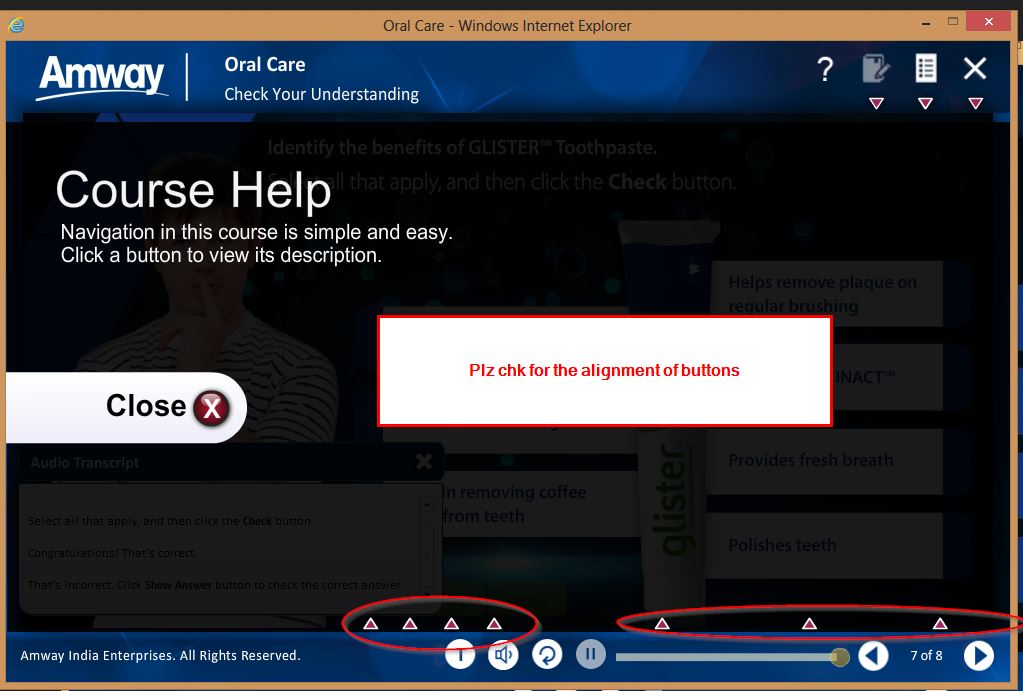 Oral Care - Windows Internet Explorer
Amway
Oral Care
Check Your Understanding
?
Identify the benefits of GLISTER™ Toothpaste.
all that apply, and then click the Check button.
Course Help
Navigation in this course is simple and easy.
Click a button to view its description.
Helps remove plaque on
regular brushing
Plz chk for the alignment of buttons
INACT™
Close X
Audio Transcript
Provides fresh breath
in removing coffee
from teeth
glister
Select all that apply, and then click the Check button.
Congratulations! That's correct.
That's incorrect. Click Show Answer button to check the correct answer.
Polishes teeth
Amway India Enterprises. All Rights Reserved.
T
7 of 8